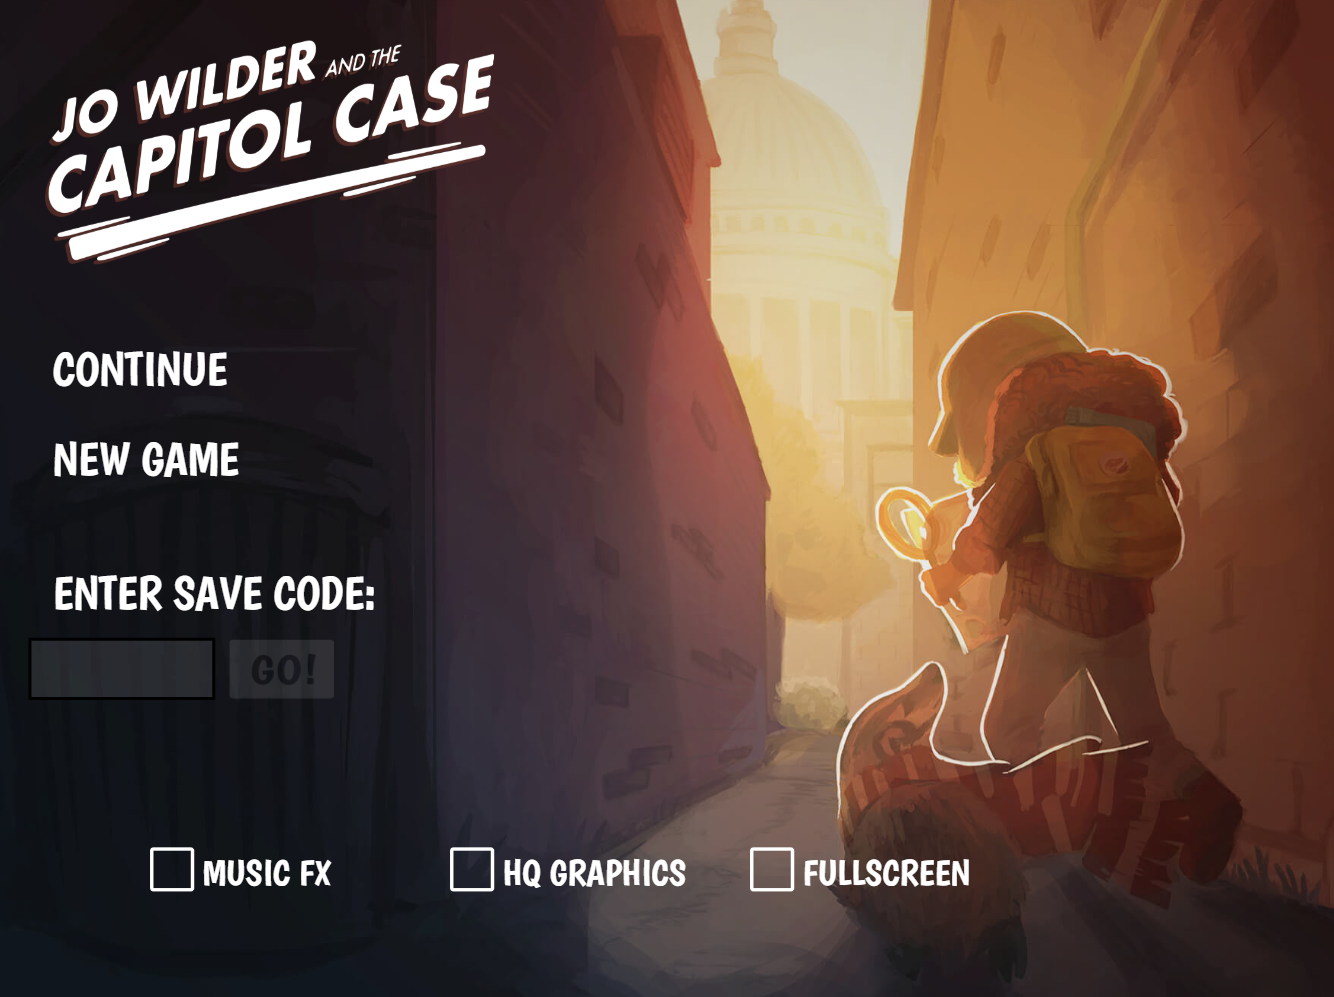 JO WILDER AND THE
CAPITOL CASE
CONTINUE
NEW GAME
ENTER SAVE CODE:
GO!
MUSIC FX
HQ GRAPHICS
FULLSCREEN